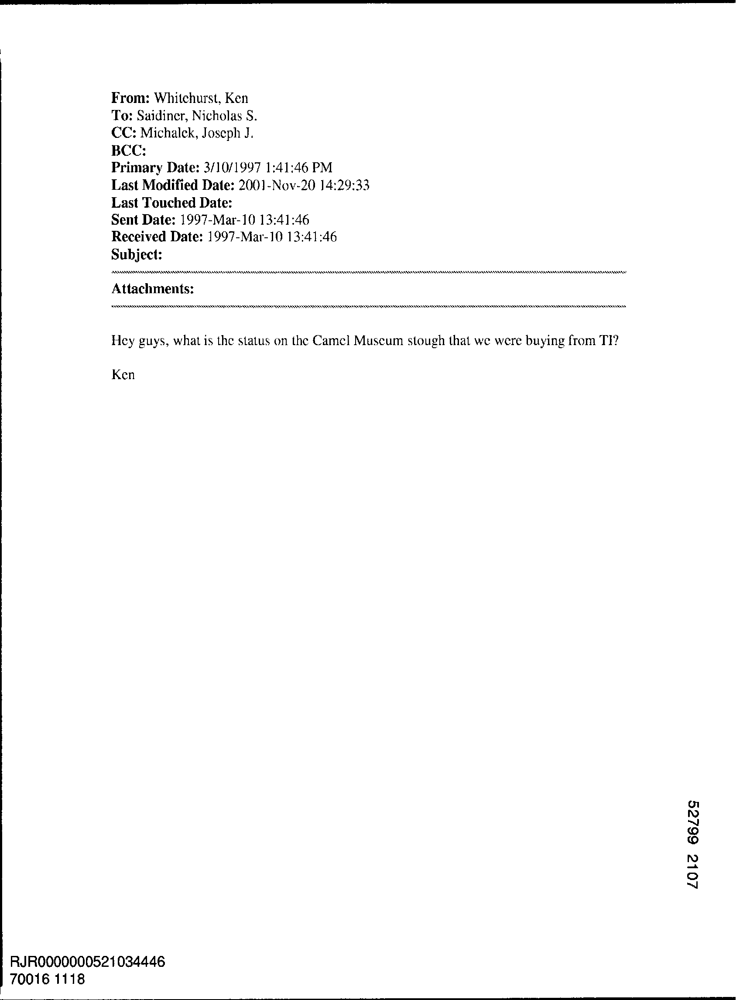 From: Whitehurst, Ken
To: Saidiner, Nicholas S.
CC: Michalek, Joseph J.
BCC:
Primary Date: 3/10/1997 1:41:46 PM
Last Modified Date: 2001-Nov-20 14:29:33
Last Touched Date:
Sent Date: 1997-Mar-10 13:41:46
Received Date: 1997-Mar-10 13:41:46
Subject:
Attachments:
Hey guys, what is the status on the Camel Museum stough that we were buying from TI?
Ken
52799 2107
RJR0000000521034446
70016 1118